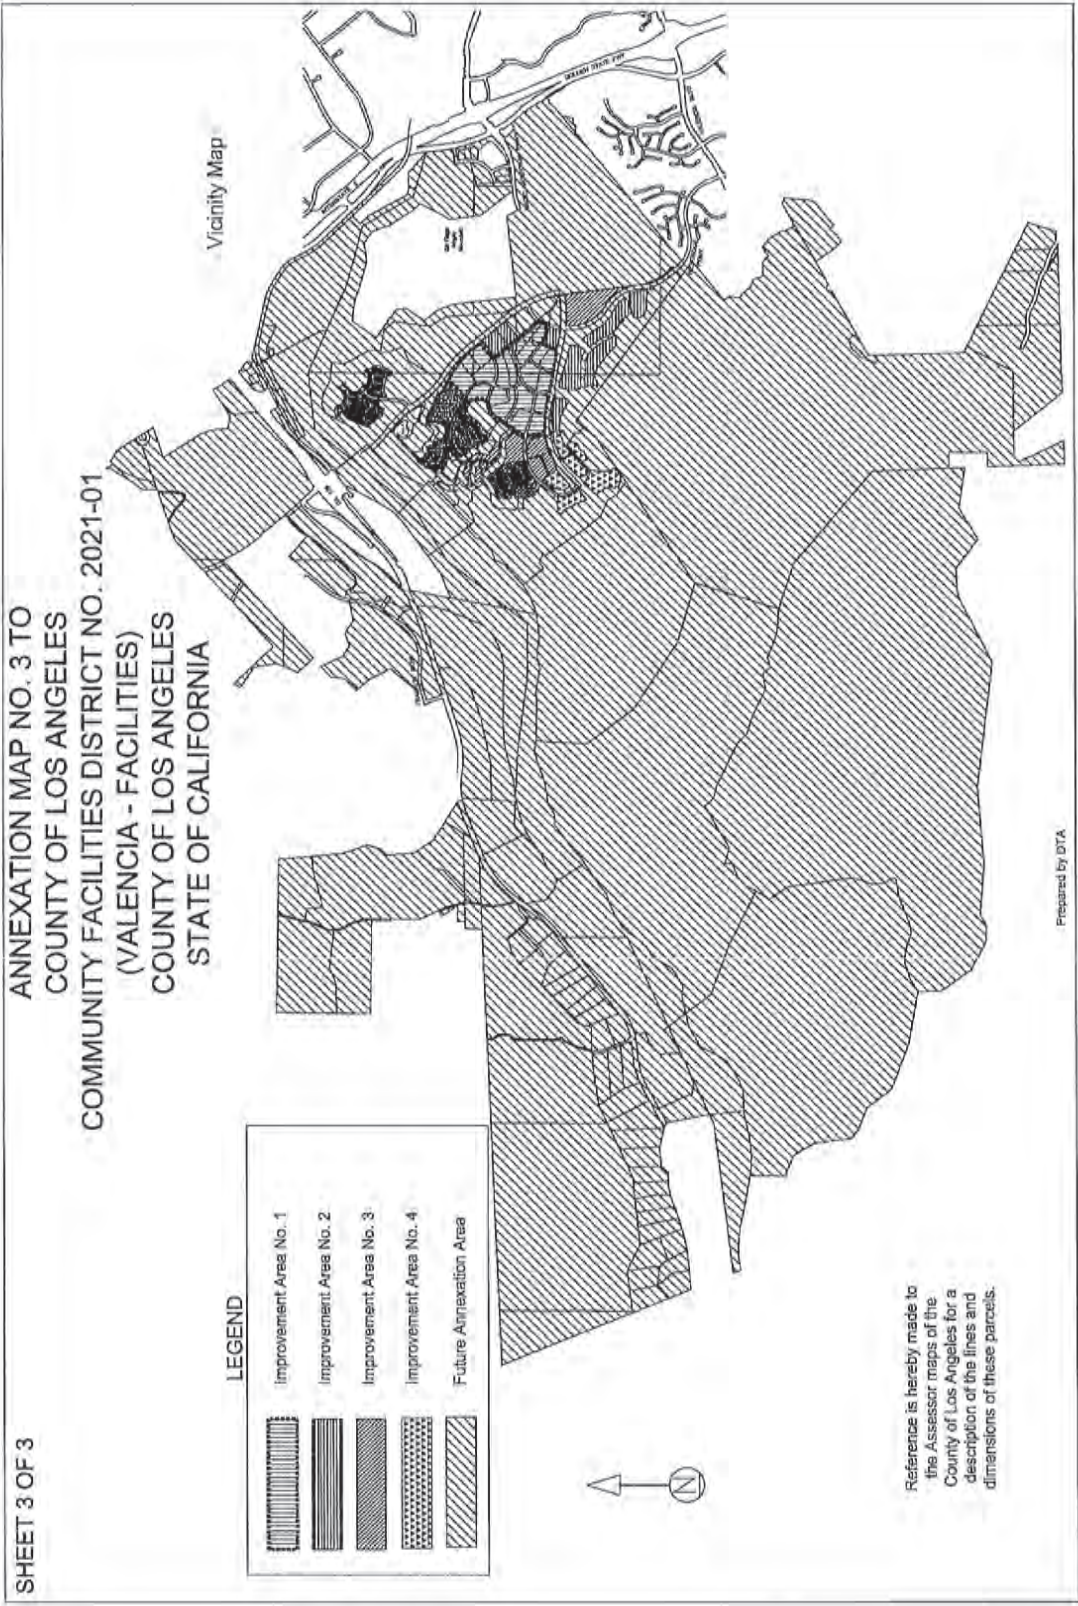 SHEET 3 OF 3
ANNEXATION MAP NO. 3 TO
COUNTY OF LOS ANGELES
COMMUNITY FACILITIES DISTRICT NO. 2021-01
(VALENCIA - FACILITIES)
COUNTY OF LOS ANGELES
STATE OF CALIFORNIA
Vicinity Map
LEGEND
Improvement Area No. 1
Improvement Area No. 2
Improvement Area No. 3
Improvement Area No. 4
Future Annexation Area
GOLDEN STATE FWY
N
Reference is hereby made to
the Assessor maps of the
County of Los Angeles for a
description of the lines and
dimensions of these parcels.
Prepared by DTA